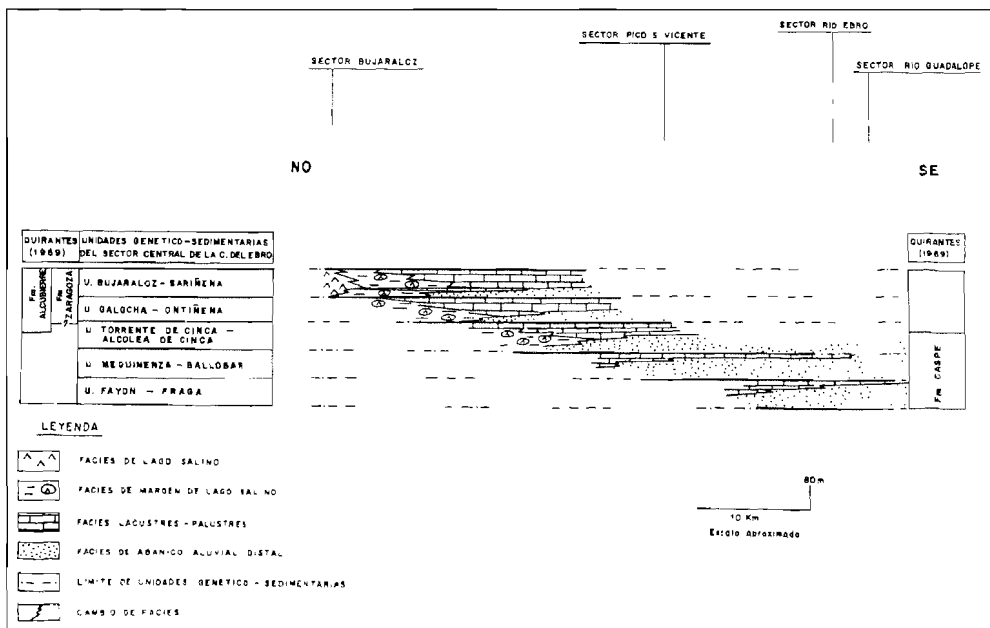 SECTOR RIO EBRO
SECTOR PICO S VICENTE
SECTOR BUJARALOZ
SECTOR RIO GUADALOPE
NO
SE
QUIRANTES
(1969)
UNIDADES GENETICO-SEDIMENTARIAS
DEL SECTOR CENTRAL DE LA C. DEL EBRO
QUIRANTES
(1969)
Fm. ALCUBIERRE
Fm ZARAGOZA
U. BUJARALOZ - SARIÑENA
U GALOCHA - ONTIÑENA
?
U TORRENTE DE CINCA -
ALCOLEA DE CINCA
U MEQUINENZA - BALLOBAR
U. FAYON - FRAGA
Fm CASPE
LEYENDA
FACIES DE LAGO SALINO
FACIES DE MARGEN DE LAGO SALINO
FACIES LACUSTRES - PALUSTRES
FACIES DE ABANICO ALUVIAL DISTAL
LIMITE DE UNIDADES GENETICO - SEDIMENTARIAS
CAMBIO DE FACIES
80 m
10 Km
Escala Aproximada